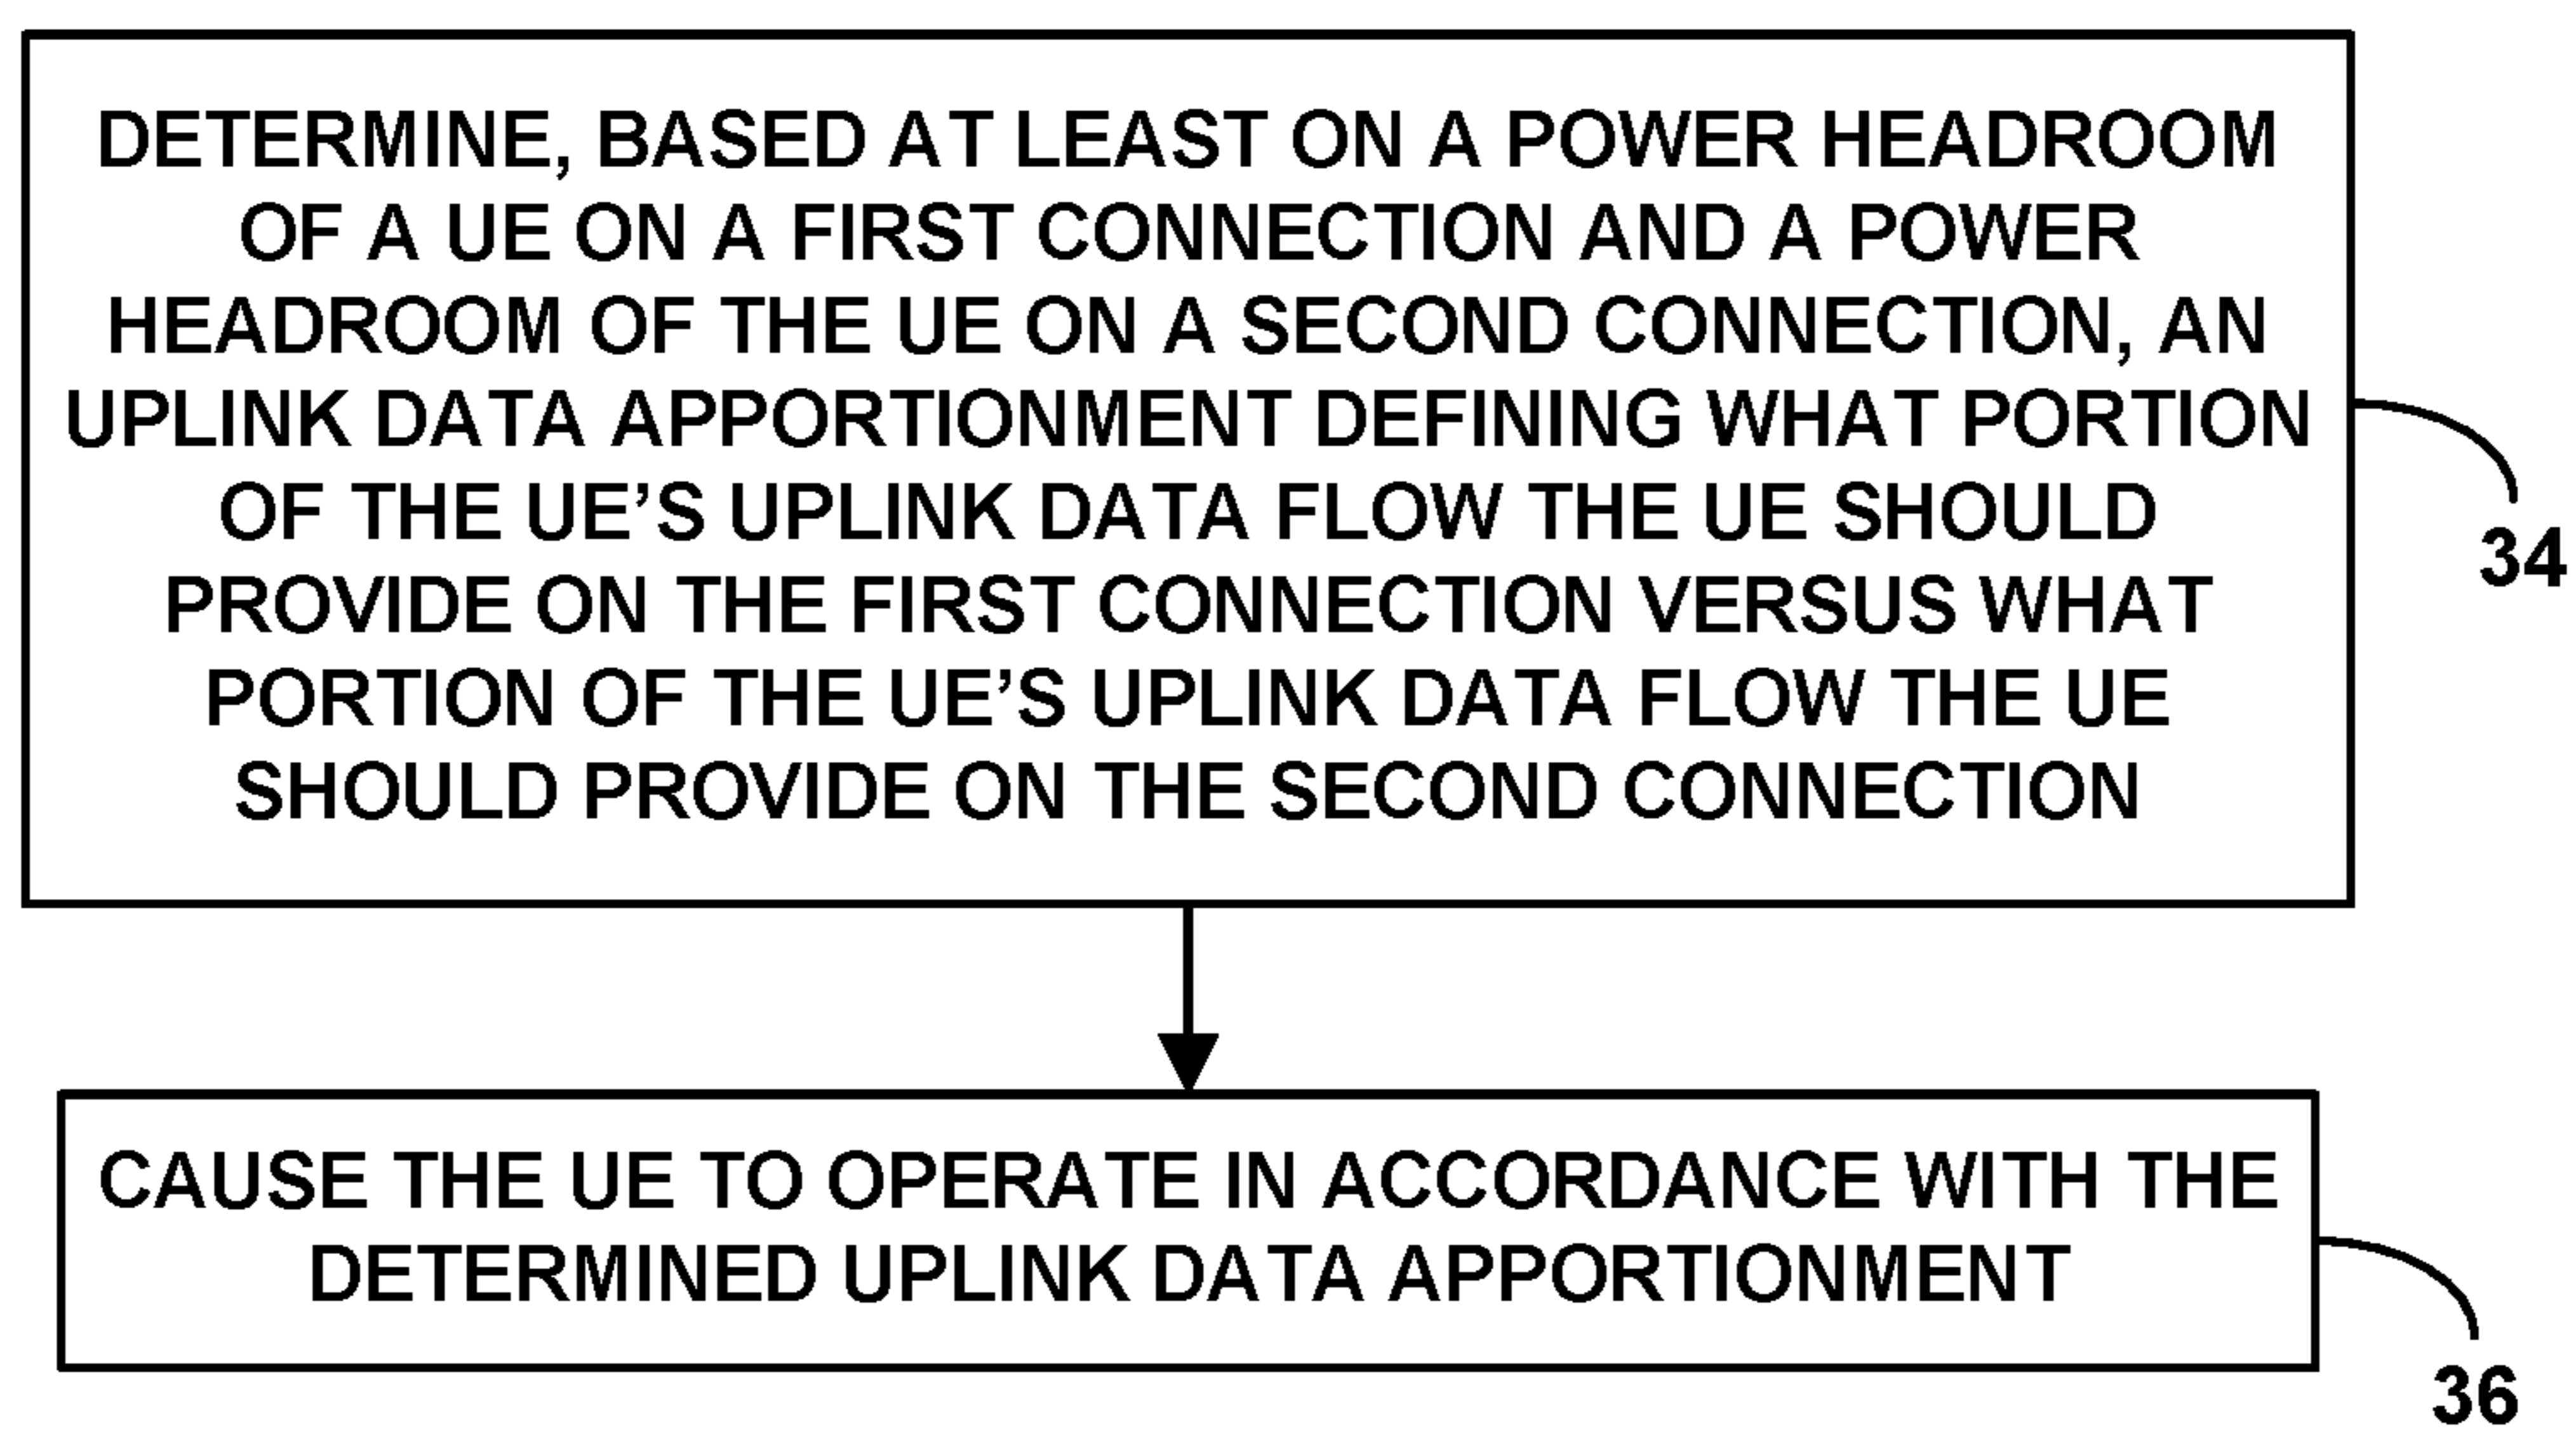 DETERMINE, BASED AT LEAST ON A POWER HEADROOM
OF A UE ON A FIRST CONNECTION AND A POWER
HEADROOM OF THE UE ON A SECOND CONNECTION, AN
UPLINK DATA APPORTIONMENT DEFINING WHAT PORTION
OF THE UE’S UPLINK DATA FLOW THE UE SHOULD
PROVIDE ON THE FIRST CONNECTION VERSUS WHAT
PORTION OF THE UE’S UPLINK DATA FLOW THE UE
SHOULD PROVIDE ON THE SECOND CONNECTION
34
CAUSE THE UE TO OPERATE IN ACCORDANCE WITH THE
DETERMINED UPLINK DATA APPORTIONMENT
36